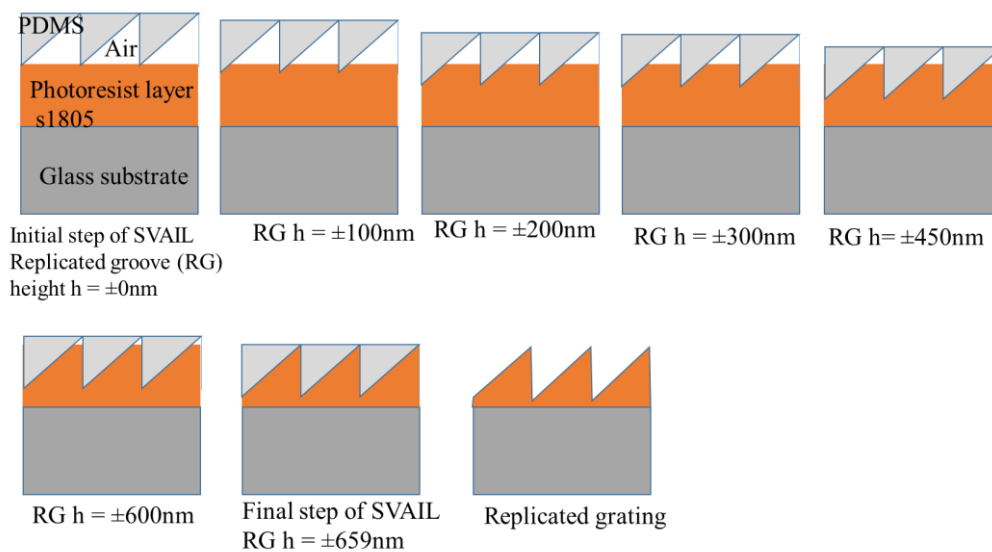 PDMS
Air
Photoresist layer
s1805
Glass substrate
Initial step of SVAIL
Replicated groove (RG)
height h = ±0nm
RG h = ±100nm
RG h = ±200nm
RG h = ±300nm
RG h= ±450nm
RG h = ±600nm
Final step of SVAIL
RG h = ±659nm
Replicated grating